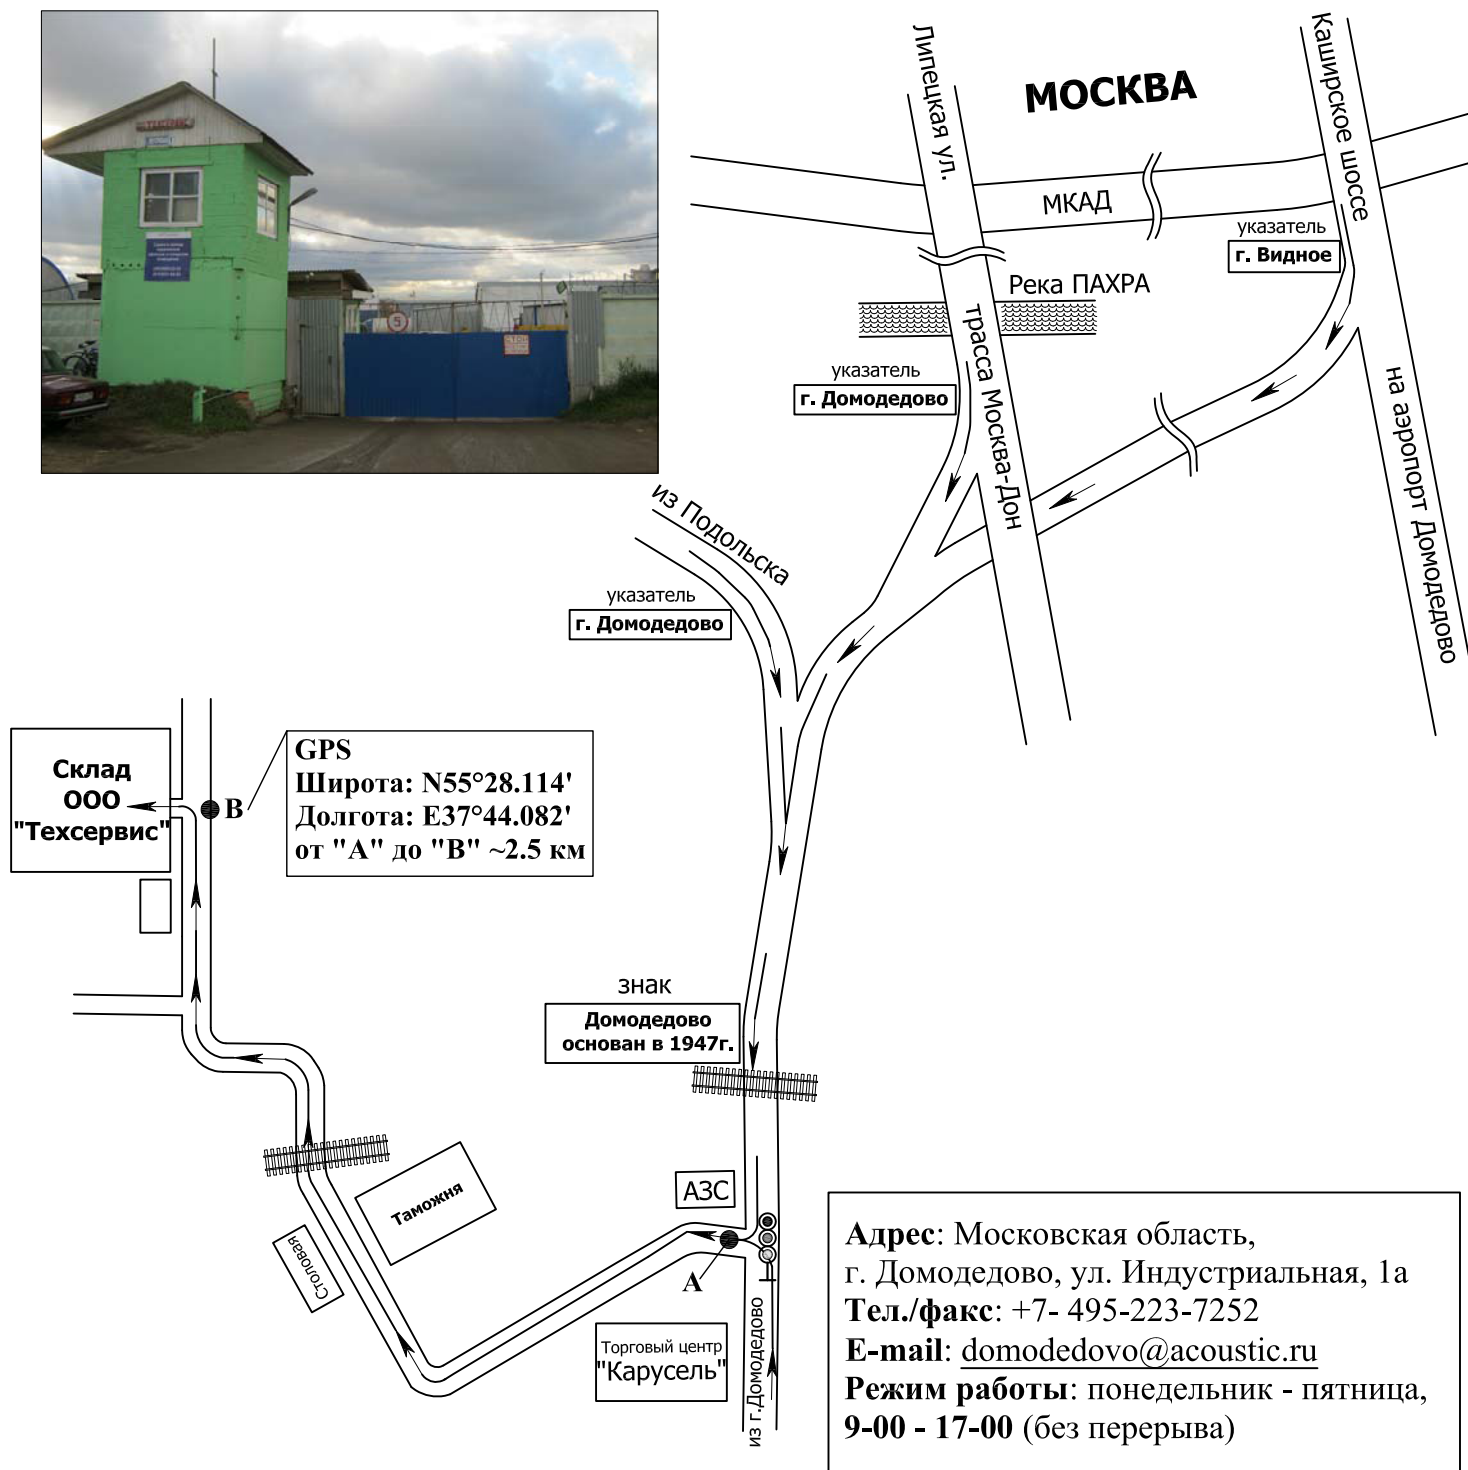 Липецкая ул.
МОСКВА
Каширское шоссе
МКАД
указатель
г. Видное
Река ПАХРА
указатель
г. Домодедово
трасса Москва-Дон
на аэропорт Домодедово
из Подольска
указатель
г. Домодедово
Склад
ООО
"Техсервис"
B
GPS
Широта: N55°28.114'
Долгота: E37°44.082'
от "A" до "B" ~2.5 км
знак
Домодедово
основан в 1947г.
Таможня
Столовая
АЗС
A
Торговый центр
"Карусель"
из г.Домодедово
Адрес: Московская область,
г. Домодедово, ул. Индустриальная, 1а
Тел./факс: +7- 495-223-7252
E-mail: domodedovo@acoustic.ru
Режим работы: понедельник - пятница,
9-00 - 17-00 (без перерыва)
5